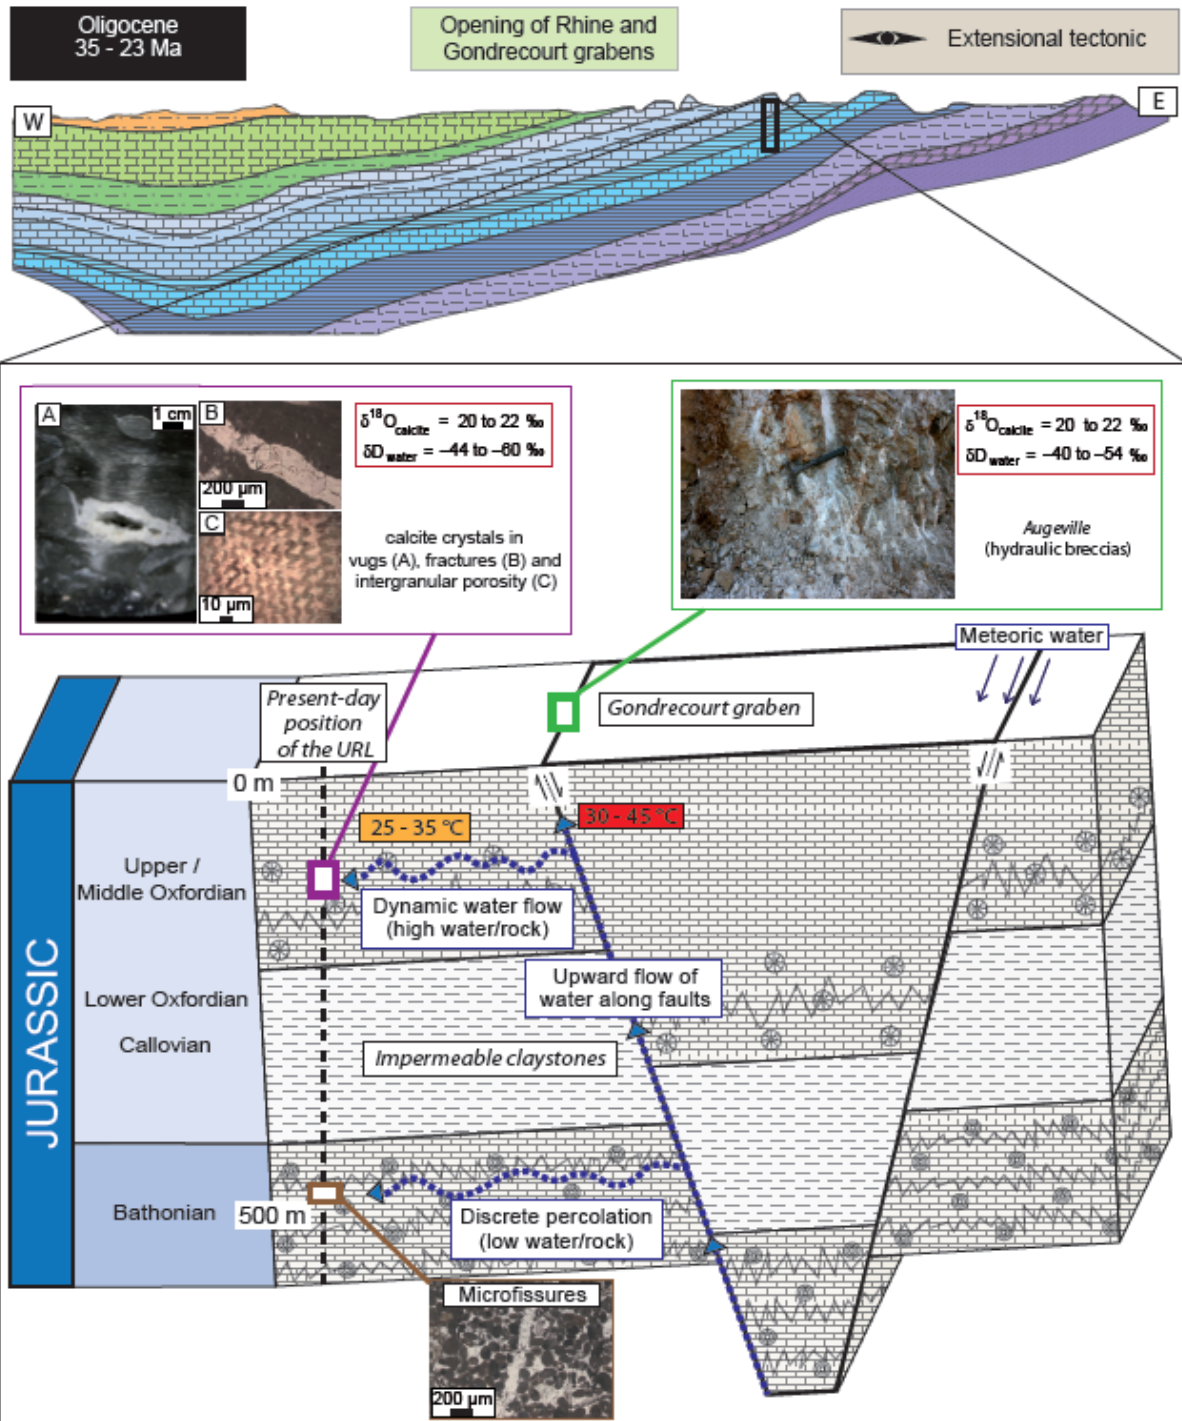 Oligocene
35 - 23 Ma
Opening of Rhine and
Gondrecourt grabens
Extensional tectonic
W
E
A
1 cm
B
200 µm
C
10 µm
δ18Ocalcite = 20 to 22 ‰
δDwater = –44 to –60 ‰
calcite crystals in
vugs (A), fractures (B) and
intergranular porosity (C)
δ18Ocalcite = 20 to 22 ‰
δDwater = –40 to –54 ‰
Augeville
(hydraulic breccias)
Meteoric water
Present-day
position
of the URL
Gondrecourt graben
0 m
25 - 35 °C
30 - 45 °C
Upper /
Middle Oxfordian
Dynamic water flow
(high water/rock)
Upward flow of
water along faults
Lower Oxfordian
Callovian
Impermeable claystones
JURASSIC
Bathonian
500 m
Discrete percolation
(low water/rock)
Microfissures
200 µm